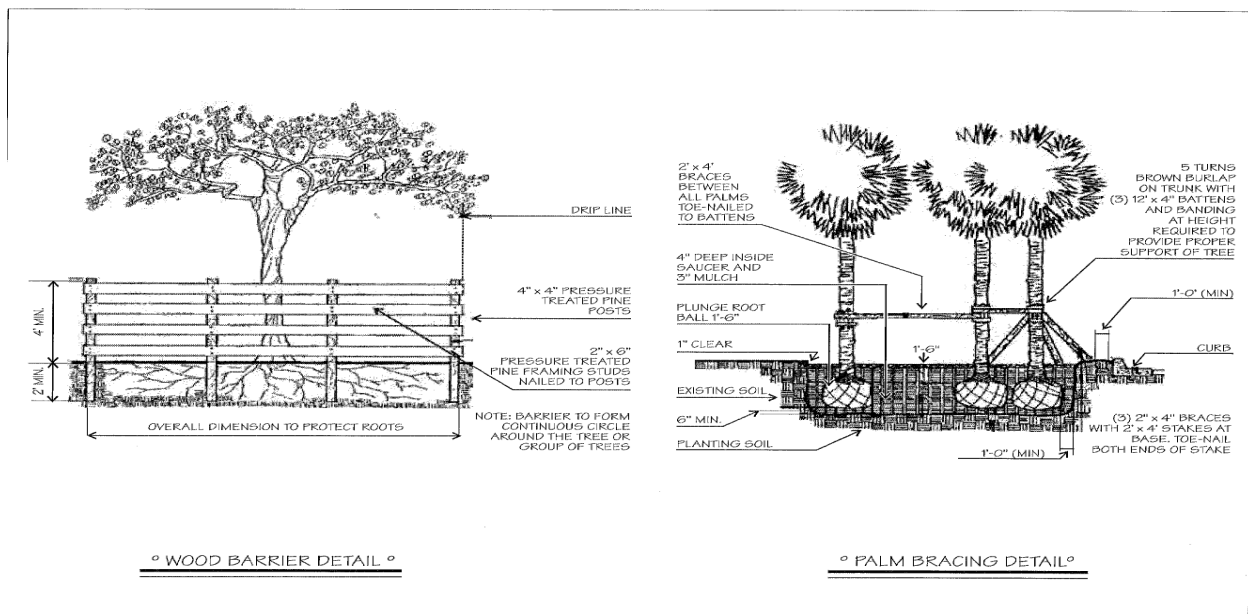 DRIP LINE
4" x 4" PRESSURE
TREATED PINE
POSTS
4' MIN.
2' MIN.
2" x 6"
PRESSURE TREATED
PINE FRAMING STUDS
NAILED TO POSTS
OVERALL DIMENSION TO PROTECT ROOTS
NOTE: BARRIER TO FORM
CONTINUOUS CIRCLE
AROUND THE TREE OR
GROUP OF TREES
° WOOD BARRIER DETAIL °
2' x 4'
BRACES
BETWEEN
ALL PALMS
TOE-NAILED
TO BATTENS
4" DEEP INSIDE
SAUCER AND
3" MULCH
PLUNGE ROOT
BALL 1'-6"
1" CLEAR
EXISTING SOIL
6" MIN.
PLANTING SOIL
1'-6"
5 TURNS
BROWN BURLAP
ON TRUNK WITH
(3) 12' x 4" BATTENS
AND BANDING
AT HEIGHT
REQUIRED TO
PROVIDE PROPER
SUPPORT OF TREE
1'-0' (MIN)
CURB
(3) 2" x 4" BRACES
WITH 2' x 4' STAKES AT
BASE. TOE-NAIL
BOTH ENDS OF STAKE
1'-0" (MIN)
° PALM BRACING DETAIL°